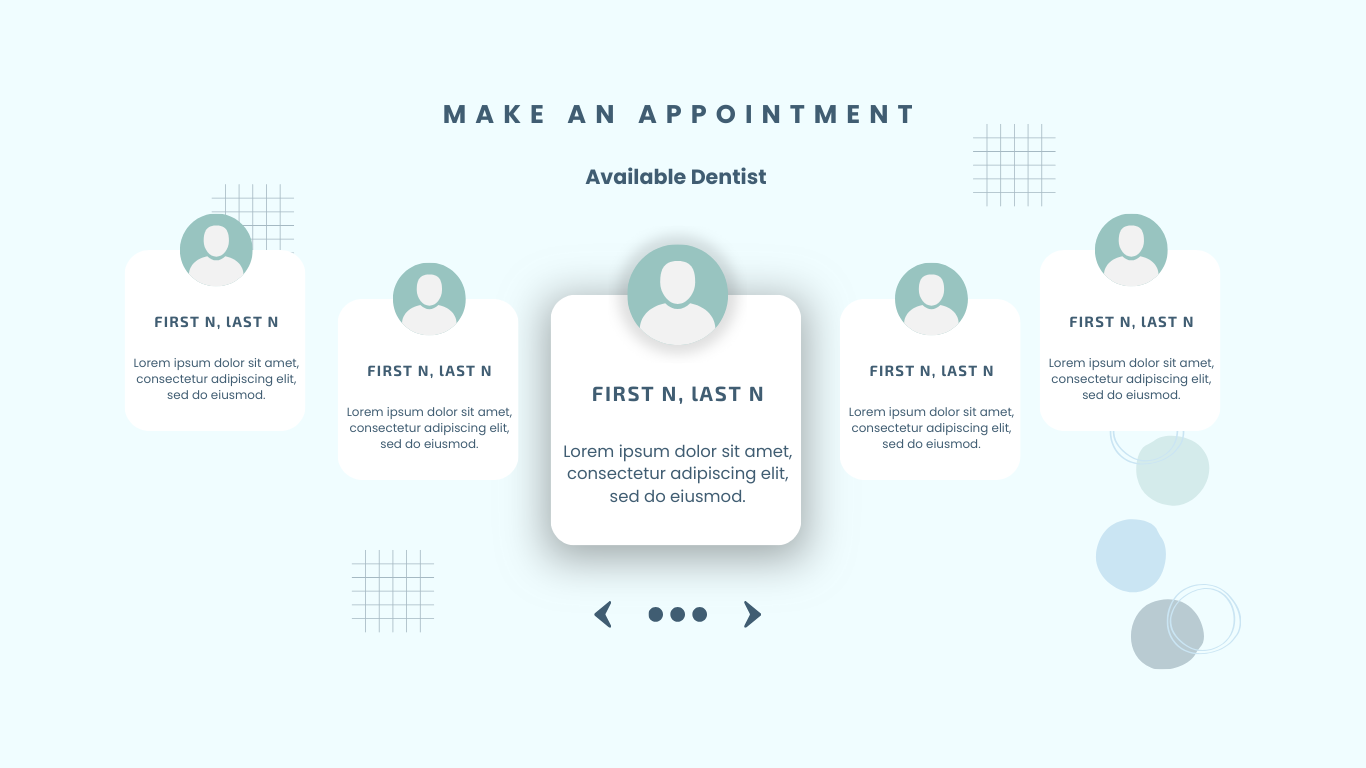 MAKE AN APPOINTMENT
Available Dentist
FIRST N, LAST N
Lorem ipsum dolor sit amet,
consectetur adipiscing elit,
sed do eiusmod.
FIRST N, LAST N
Lorem ipsum dolor sit amet,
consectetur adipiscing elit,
sed do eiusmod.
FIRST N, LAST N
Lorem ipsum dolor sit amet,
consectetur adipiscing elit,
sed do eiusmod.
FIRST N, LAST N
Lorem ipsum dolor sit amet,
consectetur adipiscing elit,
sed do eiusmod.
FIRST N, LAST N
Lorem ipsum dolor sit amet,
consectetur adipiscing elit,
sed do eiusmod.